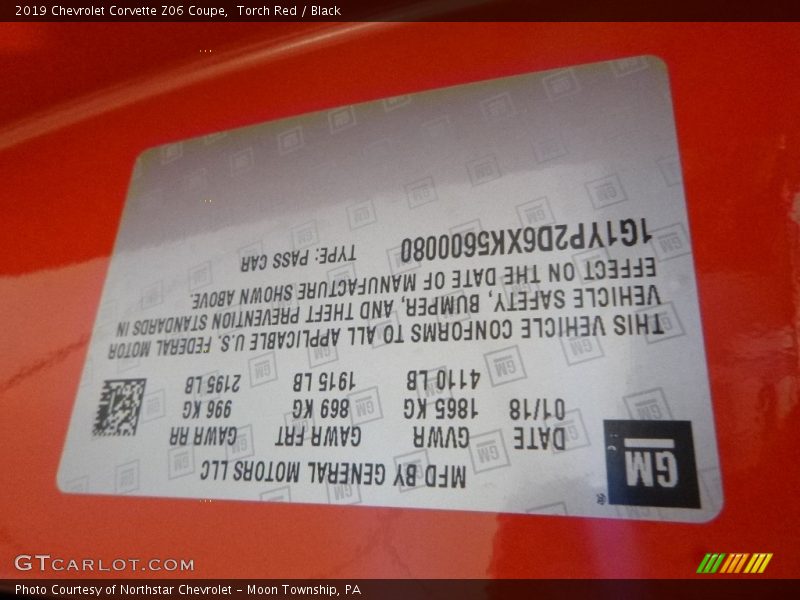 2019 Chevrolet Corvette Z06 Coupe, Torch Red / Black
GM
MFD BY GENERAL MOTORS LLC
DATE GVWR GAWR FRT GAWR RR
01/18 1865 KG 869 KG 996 KG
4110 LB 1915 LB 2195 LB
THIS VEHICLE CONFORMS TO ALL APPLICABLE U.S. FEDERAL MOTOR
VEHICLE SAFETY, BUMPER, AND THEFT PREVENTION STANDARDS IN
EFFECT ON THE DATE OF MANUFACTURE SHOWN ABOVE.
1G1YP2D6XK5600080 TYPE: PASS CAR
GTCARLOT.COM
Photo Courtesy of Northstar Chevrolet - Moon Township, PA